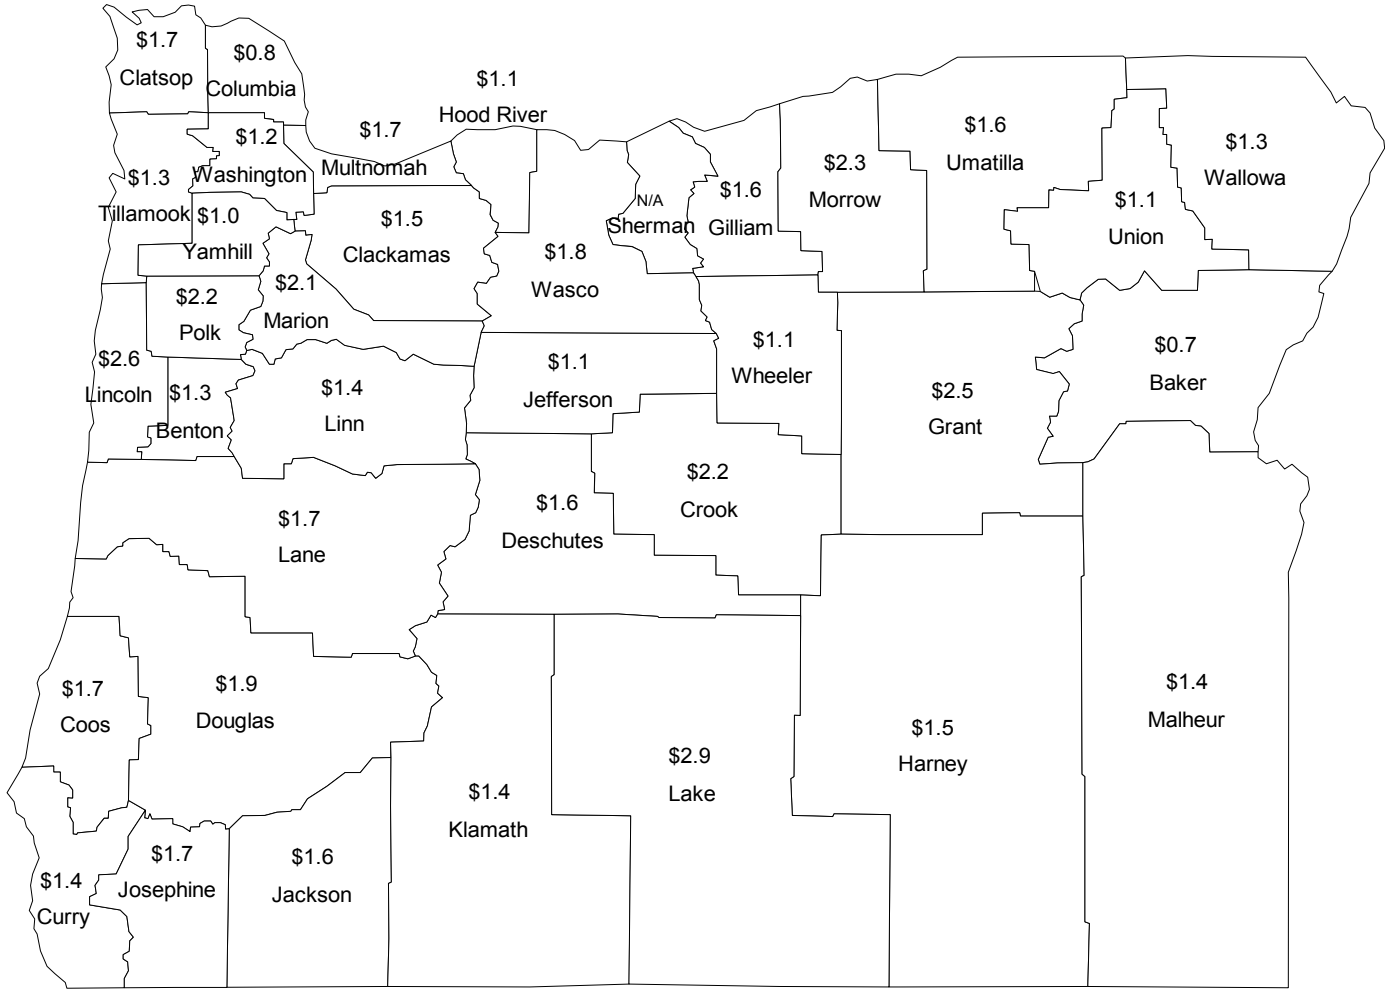 $1.7
Clatsop
$0.8
Columbia
$1.1
Hood River
$1.7
Multnomah
$1.2
Washington
$1.3
Tillamook
$1.0
Yamhill
$1.5
Clackamas
$1.8
Wasco
N/A
Sherman
$1.6
Gilliam
$2.3
Morrow
$1.6
Umatilla
$1.1
Union
$1.3
Wallowa
$2.2
Polk
$2.1
Marion
$2.6
Lincoln
$1.3
Benton
$1.4
Linn
$1.1
Jefferson
$1.1
Wheeler
$2.5
Grant
$0.7
Baker
$1.7
Lane
$1.6
Deschutes
$2.2
Crook
$1.7
Coos
$1.9
Douglas
$1.4
Klamath
$2.9
Lake
$1.5
Harney
$1.4
Malheur
$1.4
Curry
$1.7
Josephine
$1.6
Jackson